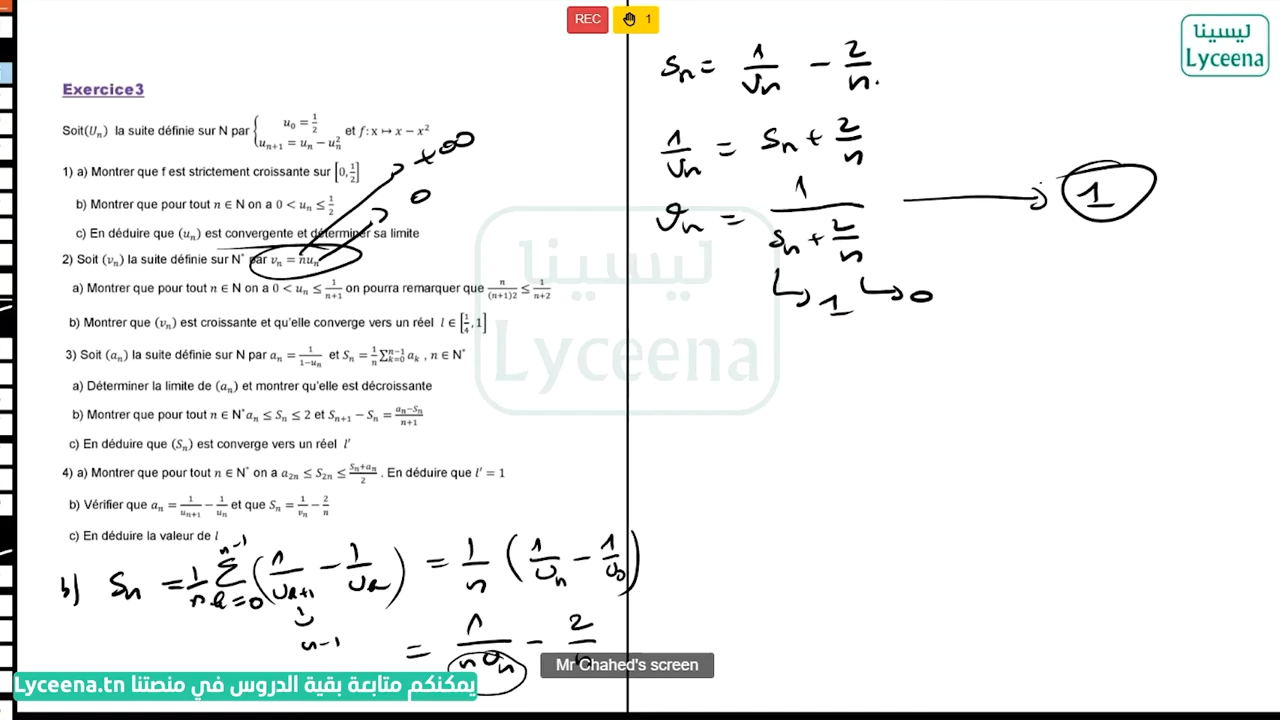 REC
1
ليسينا
Lyceena
Exercice3
Soit(Uₙ) la suite définie sur N par { u₀ = 1/2 ; uₙ₊₁ = uₙ − uₙ² et f: x ↦ x − x²
1) a) Montrer que f est strictement croissante sur [0, 1/2]
b) Montrer que pour tout n ∈ N on a 0 < uₙ ≤ 1/2
c) En déduire que (uₙ) est convergente et déterminer sa limite
2) Soit (vₙ) la suite définie sur N* par vₙ = nuₙ
a) Montrer que pour tout n ∈ N on a 0 < uₙ ≤ 1/(n+1) on pourra remarquer que n/((n+1)2) ≤ 1/(n+2)
b) Montrer que (vₙ) est croissante et qu'elle converge vers un réel l ∈ [1/4, 1]
3) Soit (aₙ) la suite définie sur N par aₙ = 1/(1−uₙ) et Sₙ = 1/n ∑ₖ₌₀ⁿ⁻¹ aₖ , n ∈ N*
a) Déterminer la limite de (aₙ) et montrer qu'elle est décroissante
b) Montrer que pour tout n ∈ N* aₙ ≤ Sₙ ≤ 2 et Sₙ₊₁ − Sₙ = (aₙ−Sₙ)/(n+1)
c) En déduire que (Sₙ) est converge vers un réel l′
4) a) Montrer que pour tout n ∈ N* on a a₂ₙ ≤ S₂ₙ ≤ (Sₙ+aₙ)/2 . En déduire que l′ = 1
b) Vérifier que aₙ = 1/uₙ₊₁ − 1/uₙ et que Sₙ = 1/vₙ − 2/n
c) En déduire la valeur de l
+∞
0
b) Sₙ = 1/n ∑ₖ₌₀ⁿ⁻¹ (1/Uₖ₊₁ − 1/Uₖ) = 1/n (1/Uₙ − 1/U₀)
n−1
= 1/(n Uₙ) − 2/n
Sₙ = 1/Vₙ − 2/n.
1/Vₙ = Sₙ + 2/n
Vₙ = 1/(Sₙ + 2/n) → 1
↳ 1 ↳ 0
ليسينا
Lyceena
Mr Chahed's screen
يمكنكم متابعة بقية الدروس في منصتنا Lyceena.tn